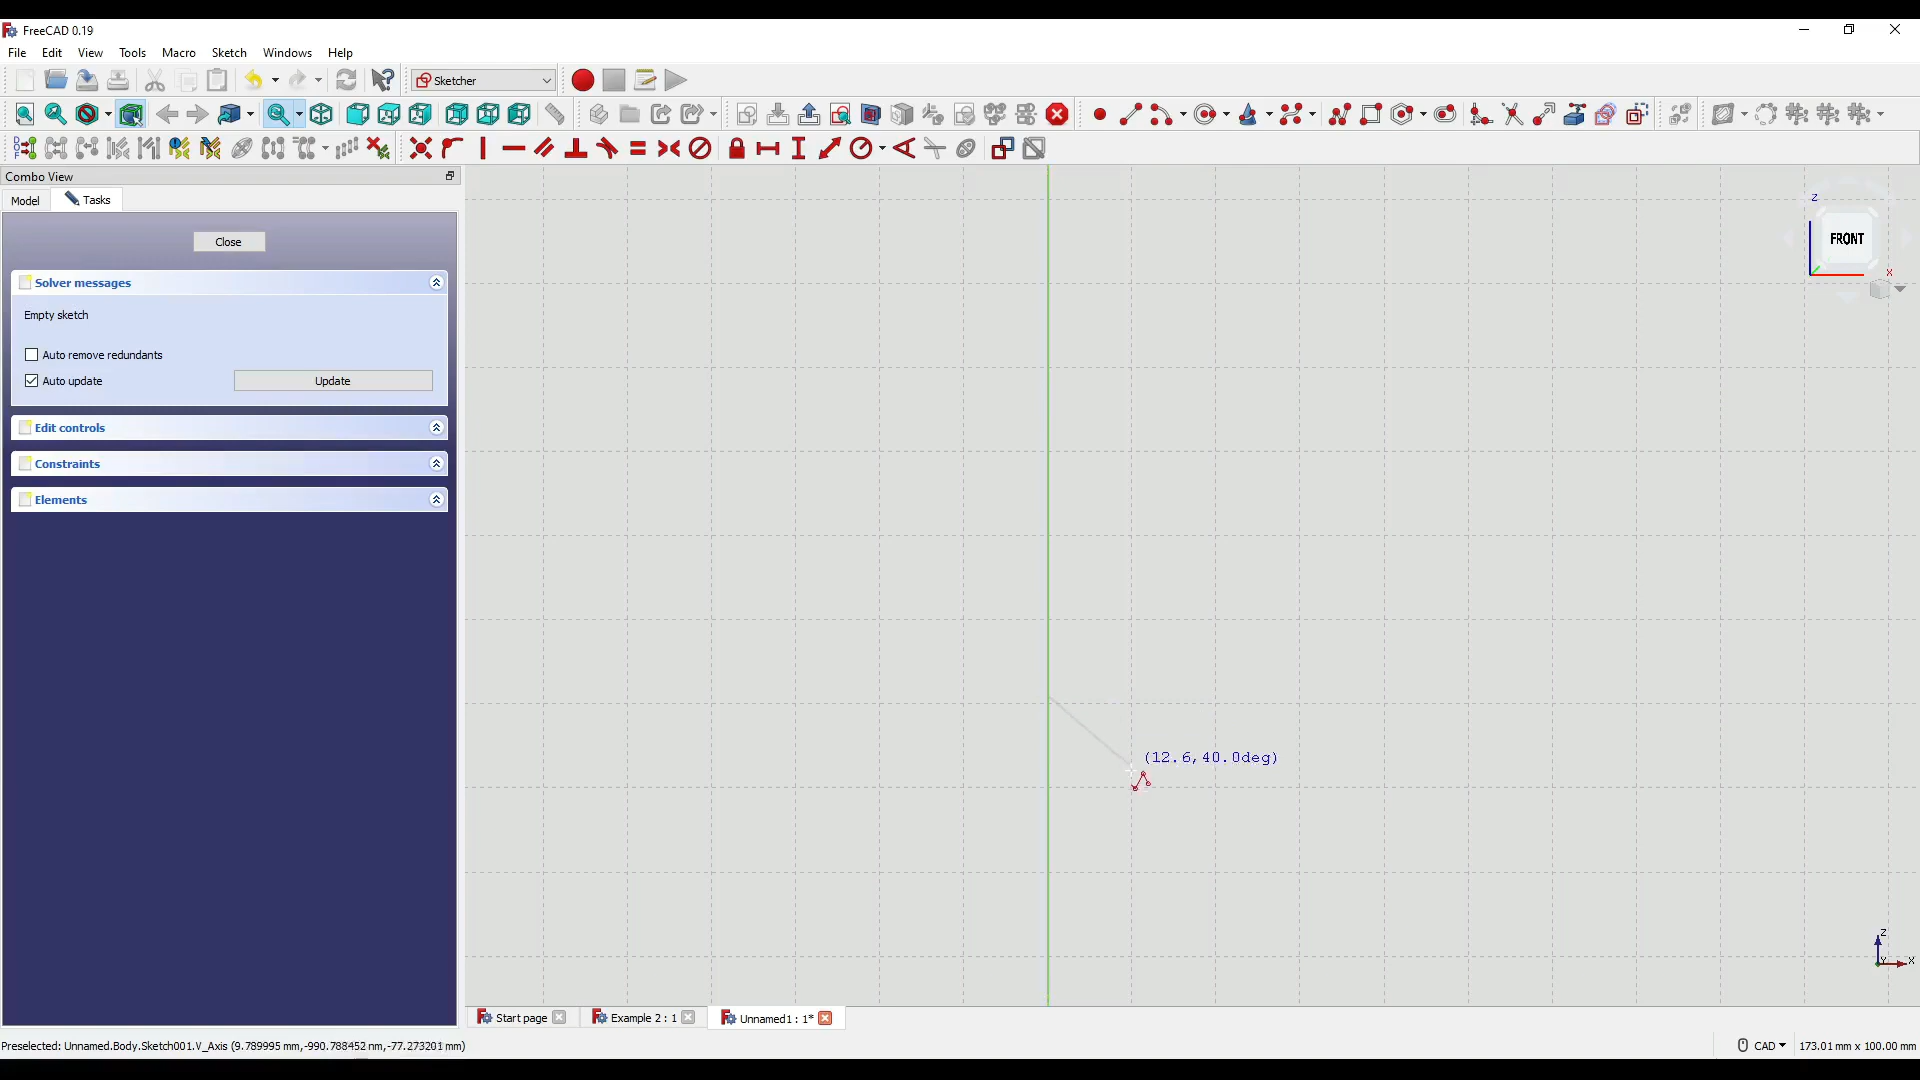 FreeCAD 0.19
File Edit View Tools Macro Sketch Windows Help
Sketcher
Combo View
Model Tasks
Close
Solver messages
Empty sketch
Auto remove redundants
Auto update Update
Edit controls
Constraints
Elements
Z
FRONT
X
(12.6,40.0deg)
Z
Y
X
Start page Example 2 : 1 Unnamed1 : 1*
Preselected: Unnamed.Body.Sketch001.V_Axis (9.789995 mm,-990.788452 nm,-77.273201 mm) CAD 173.01 mm x 100.00 mm